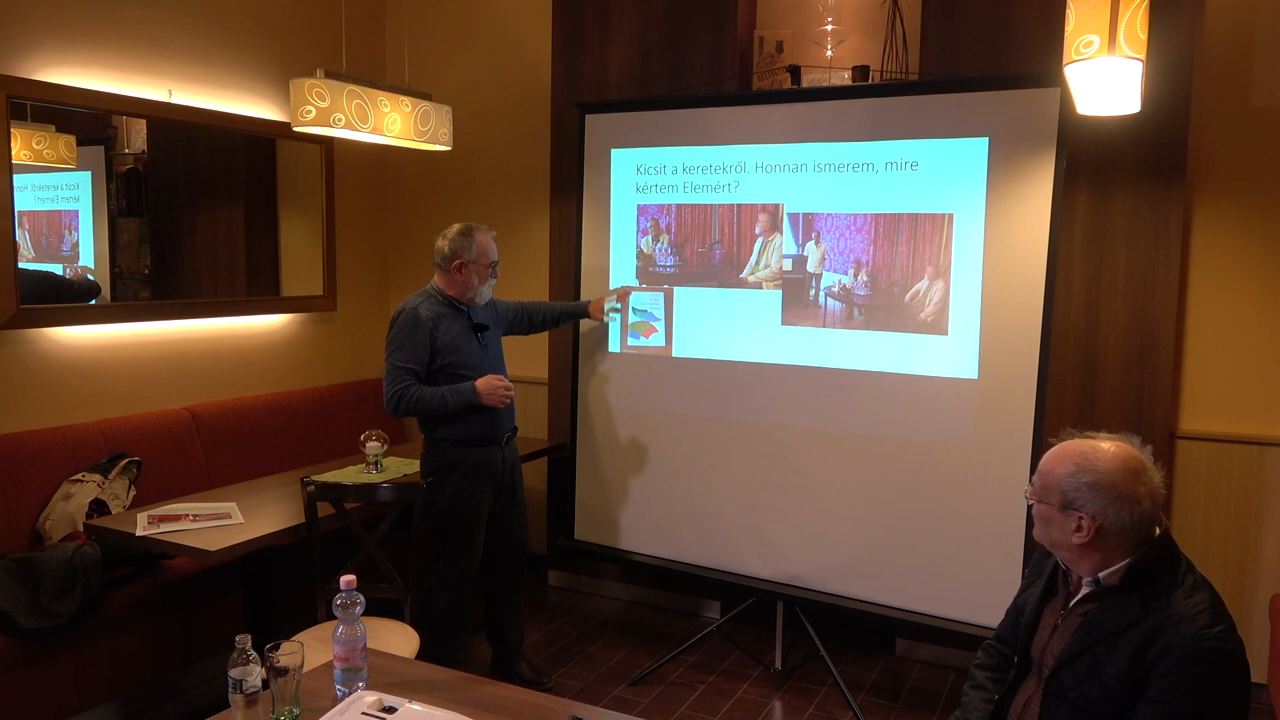 Kicsit a keretekről. Honnan ismerem, mire
kértem Elemért?